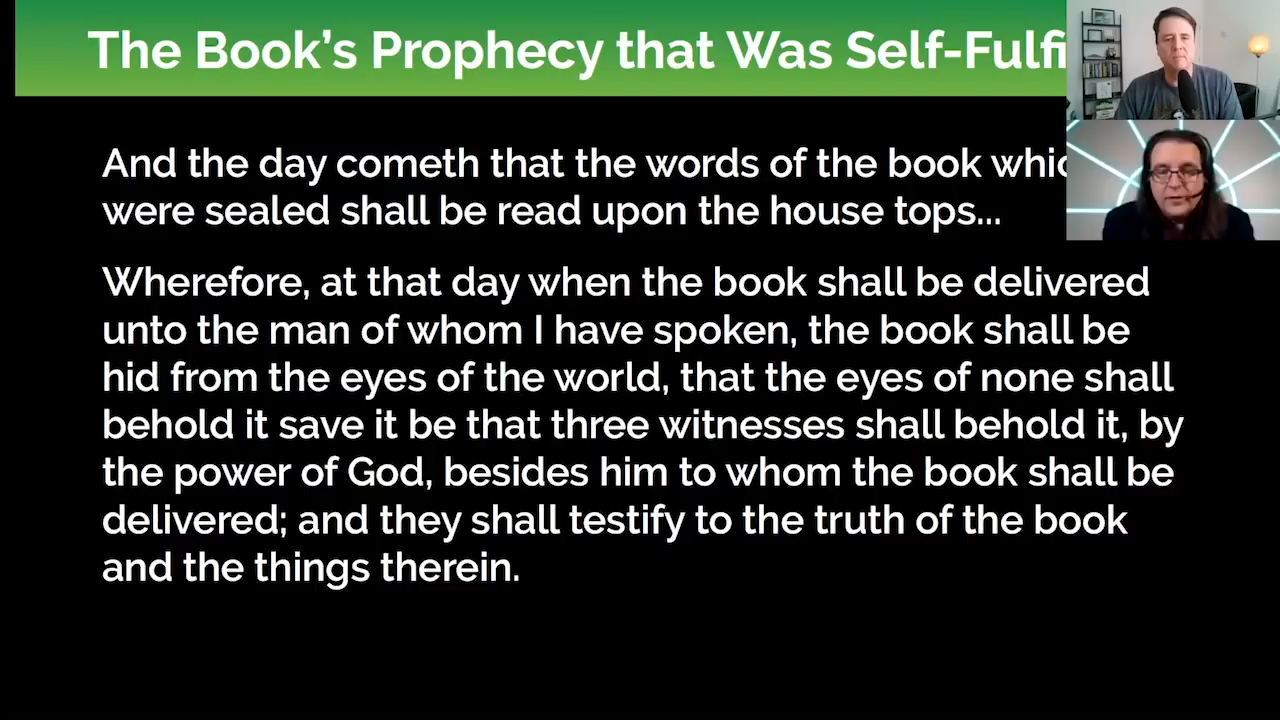 The Book's Prophecy that Was
And the day cometh that the words of the book
were sealed shall be read upon the house tops...
Wherefore, at that day when the book shall be delivered
unto the man of whom I have spoken, the book shall be
hid from the eyes of the world, that the eyes of none shall
behold it save it be that three witnesses shall behold it, by
the power of God, besides him to whom the book shall be
delivered; and they shall testify to the truth of the book
and the things therein.